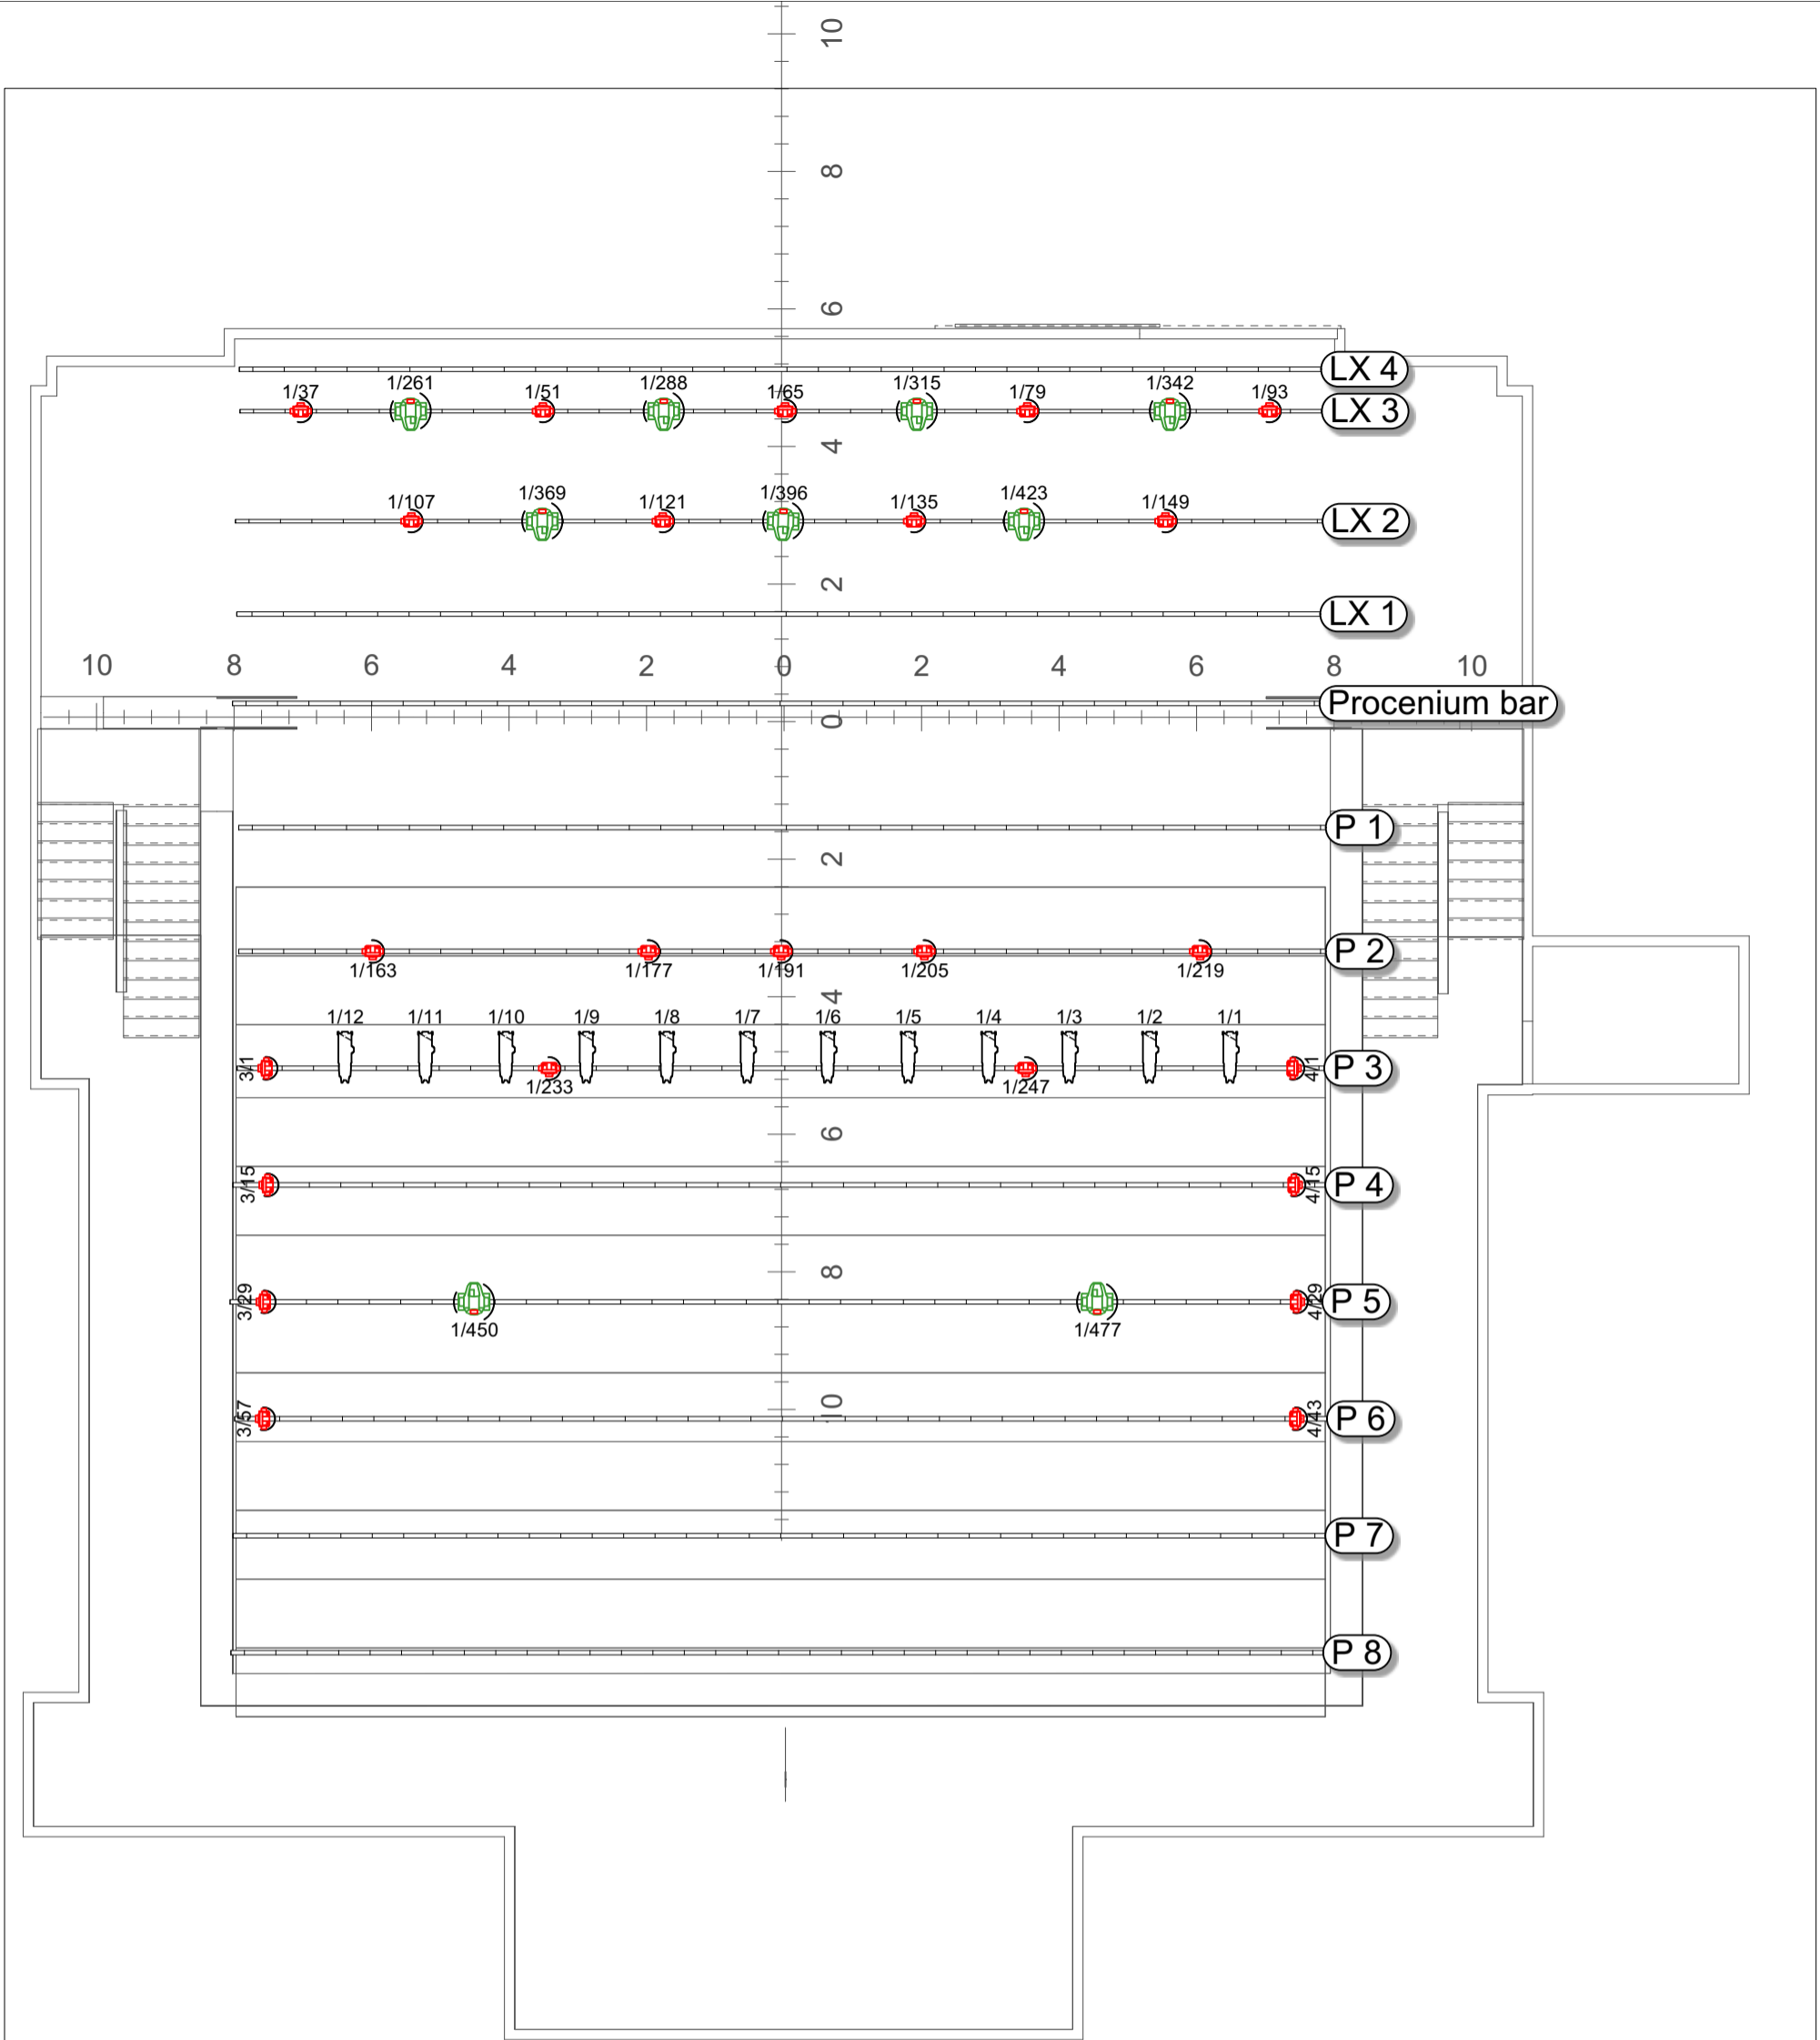 10
8
6
LX 4
1/37 1/261 1/51 1/288 1/65 1/315 1/79 1/342 1/93
LX 3
4
1/107 1/369 1/121 1/396 1/135 1/423 1/149
LX 2
2
LX 1
10 8 6 4 2 0 2 4 6 8 10
Procenium bar
0
P 1
2
P 2
1/163 1/177 1/191 1/205 1/219
4
1/12 1/11 1/10 1/9 1/8 1/7 1/6 1/5 1/4 1/3 1/2 1/1
3/1 4/1 P 3
1/233 1/247
6
3/15 4/15 P 4
8
3/29 4/29 P 5
1/450 1/477
10
3/57 4/43 P 6
P 7
P 8